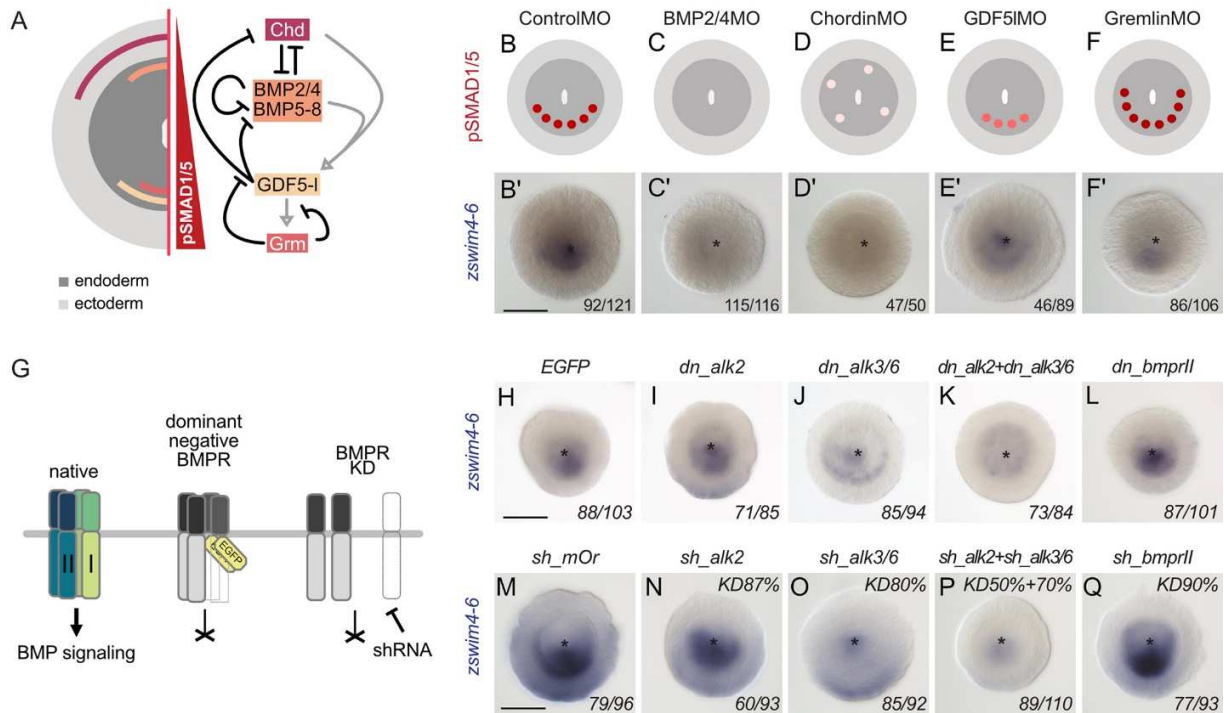 A
Chd
BMP2/4
BMP5-8
GDF5-l
Grm
pSMAD1/5
endoderm
ectoderm
ControlMO
BMP2/4MO
ChordinMO
GDF5lMO
GremlinMO
pSMAD1/5
B
C
D
E
F
zswim4-6
B'
C'
D'
E'
F'
92/121
115/116
47/50
46/89
86/106
G
native
dominant
negative
BMPR
BMPR
KD
II
I
EGFP
BMP signaling
shRNA
EGFP
dn_alk2
dn_alk3/6
dn_alk2+dn_alk3/6
dn_bmprII
zswim4-6
H
I
J
K
L
88/103
71/85
85/94
73/84
87/101
sh_mOr
sh_alk2
sh_alk3/6
sh_alk2+sh_alk3/6
sh_bmprII
zswim4-6
M
N
KD87%
O
KD80%
P
KD50%+70%
Q
KD90%
79/96
60/93
85/92
89/110
77/93